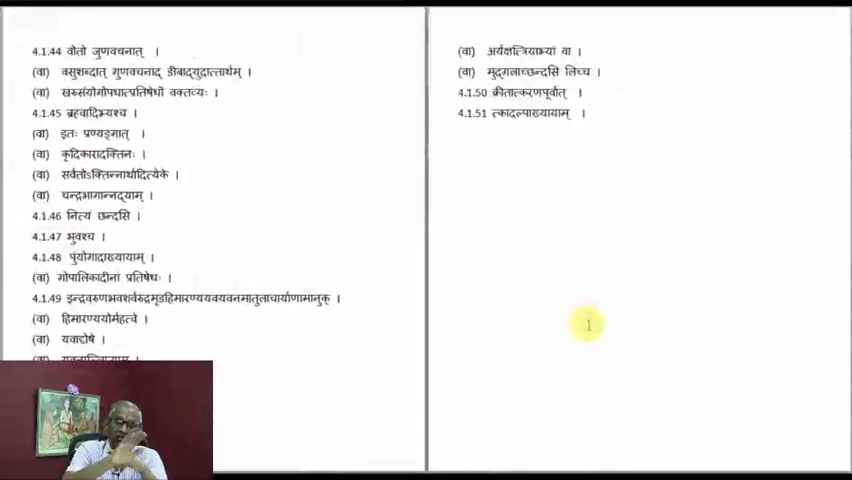 4.1.44 वोतो जुणवचनात् ।
(वा) वसुशब्दात् गुणवचनाद् डीबाद्युदात्तार्थम् ।
(वा) खरुसंयोगोपधात्प्रतिषेधो वक्तव्यः ।
4.1.45 ब्रह्वादिभ्यश्च ।
(वा) इतः प्रण्यङ्गात् ।
(वा) कृदिकारादक्तिनः ।
(वा) सर्वतोऽक्तिन्नार्थादित्येके ।
(वा) चन्द्रभागान्नद्याम् ।
4.1.46 नित्यं छन्दसि ।
4.1.47 भुवश्च ।
4.1.48 पुंयोगादाख्यायाम् ।
(वा) गोपालिकादीनां प्रतिषेधः ।
4.1.49 इन्द्रवरुणभवशर्वरुद्रमृडहिमारण्ययवयवनमातुलाचार्याणामानुक् ।
(वा) हिमारण्ययोर्महत्वे ।
(वा) यवाद्दोषे ।
(वा)
(वा) अर्यक्षत्रियाभ्यां वा ।
(वा) मुद्गलाच्छन्दसि लिच्च ।
4.1.50 क्रीतात्करणपूर्वात् ।
4.1.51 त्कादल्पाख्यायाम् ।